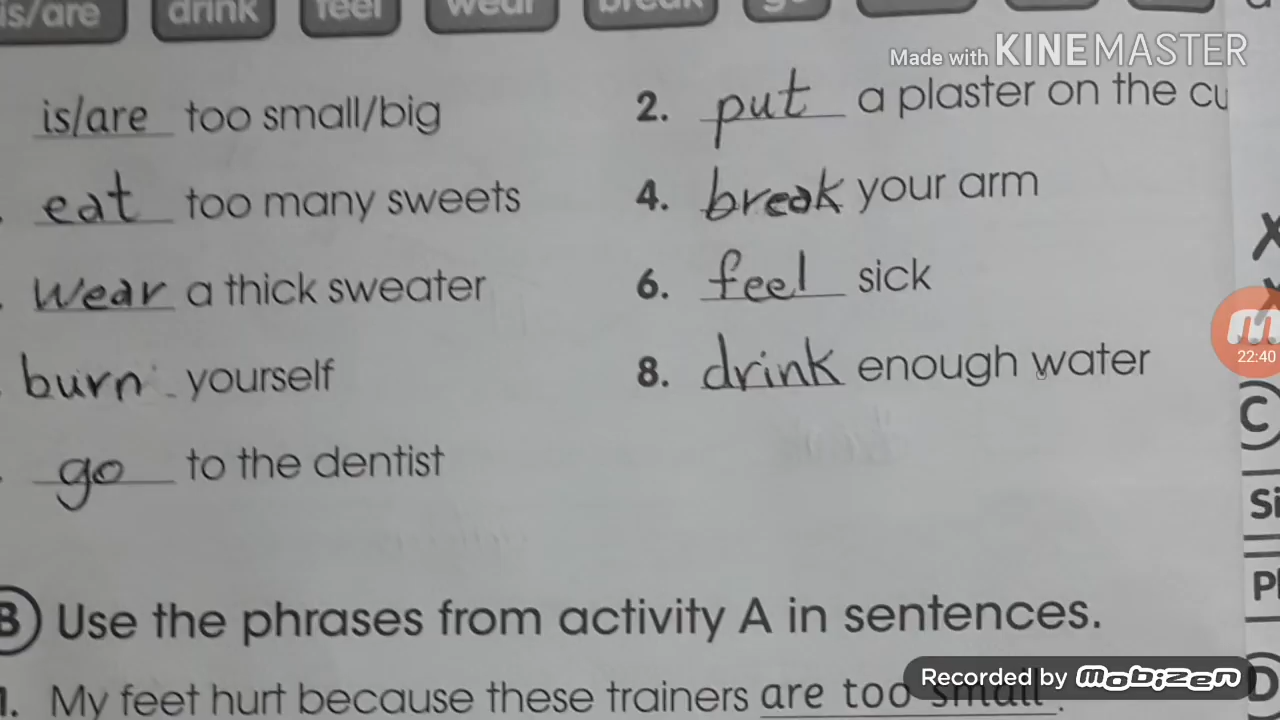 is/are drink feel wear break
Made with KINEMASTER
is/are too small/big
2. put a plaster on the cu
eat too many sweets
4. break your arm
wear a thick sweater
6. feel sick
22:40
burn yourself
8. drink enough water
C
go to the dentist
Si
Pl
B Use the phrases from activity A in sentences.
D
Recorded by mobizen
1. My feet hurt because these trainers are too small.